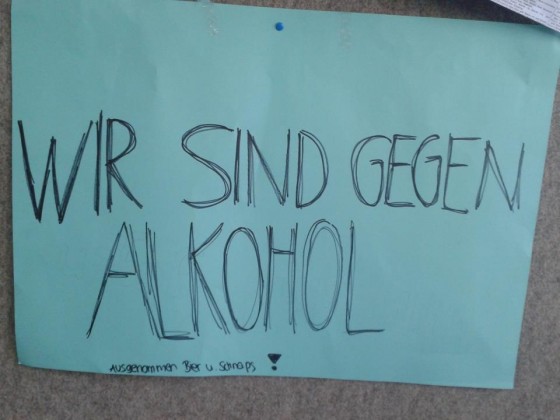 WIR SIND GEGEN
ALKOHOL
Ausgenommen Bier u. Schnaps !